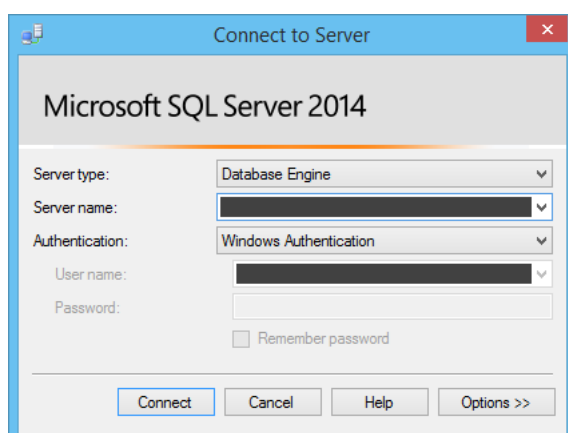 Connect to Server
Microsoft SQL Server 2014
Server type: Database Engine
Server name:
Authentication: Windows Authentication
User name:
Password:
Remember password
Connect Cancel Help Options >>